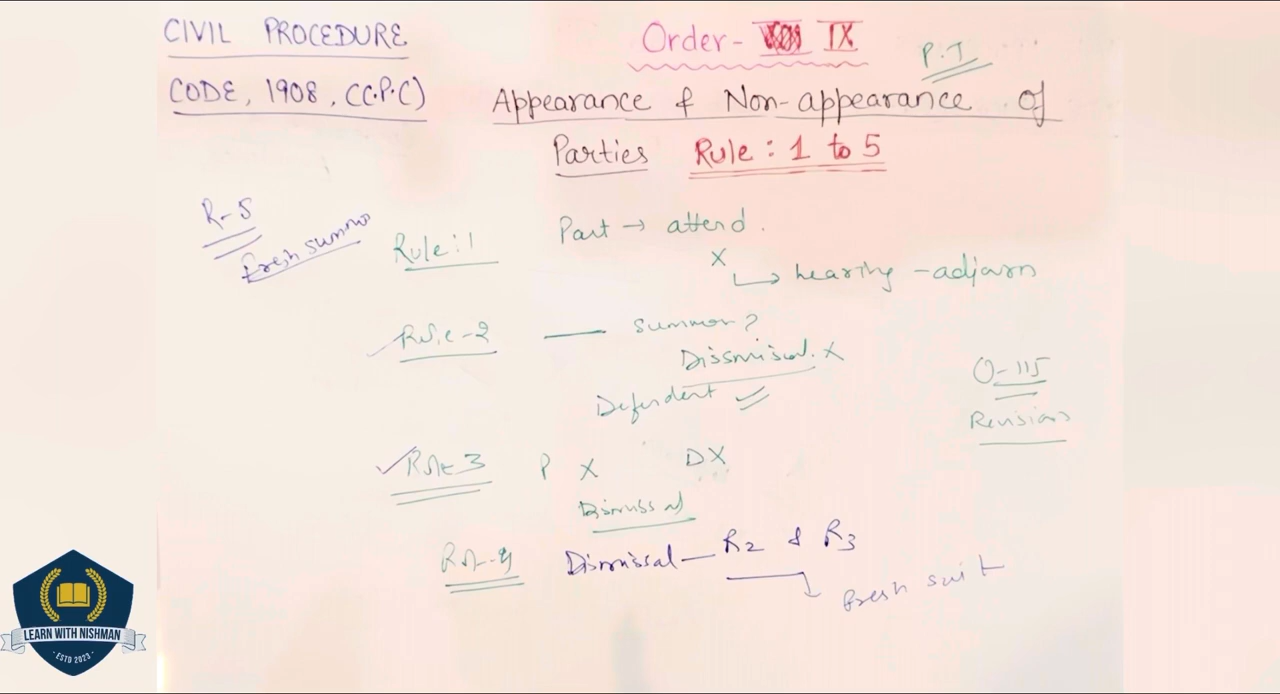 CIVIL PROCEDURE
CODE, 1908, (C.P.C)
Order- IX
P.T
Appearance & Non-appearance of
Parties Rule : 1 to 5
R-5
Fresh summon
Rule : 1 Part → attend.
X
↳ hearing - adjourn
Rule-2 — summon?
Dissmisal. X
Defendent ✓
O-115
Revision
✓ Rule 3 P X D X
Dismissal
Rule-4 Dismissal — R2 & R3
Fresh suit
LEARN WITH NISHMAN
· ESTD 2023 ·